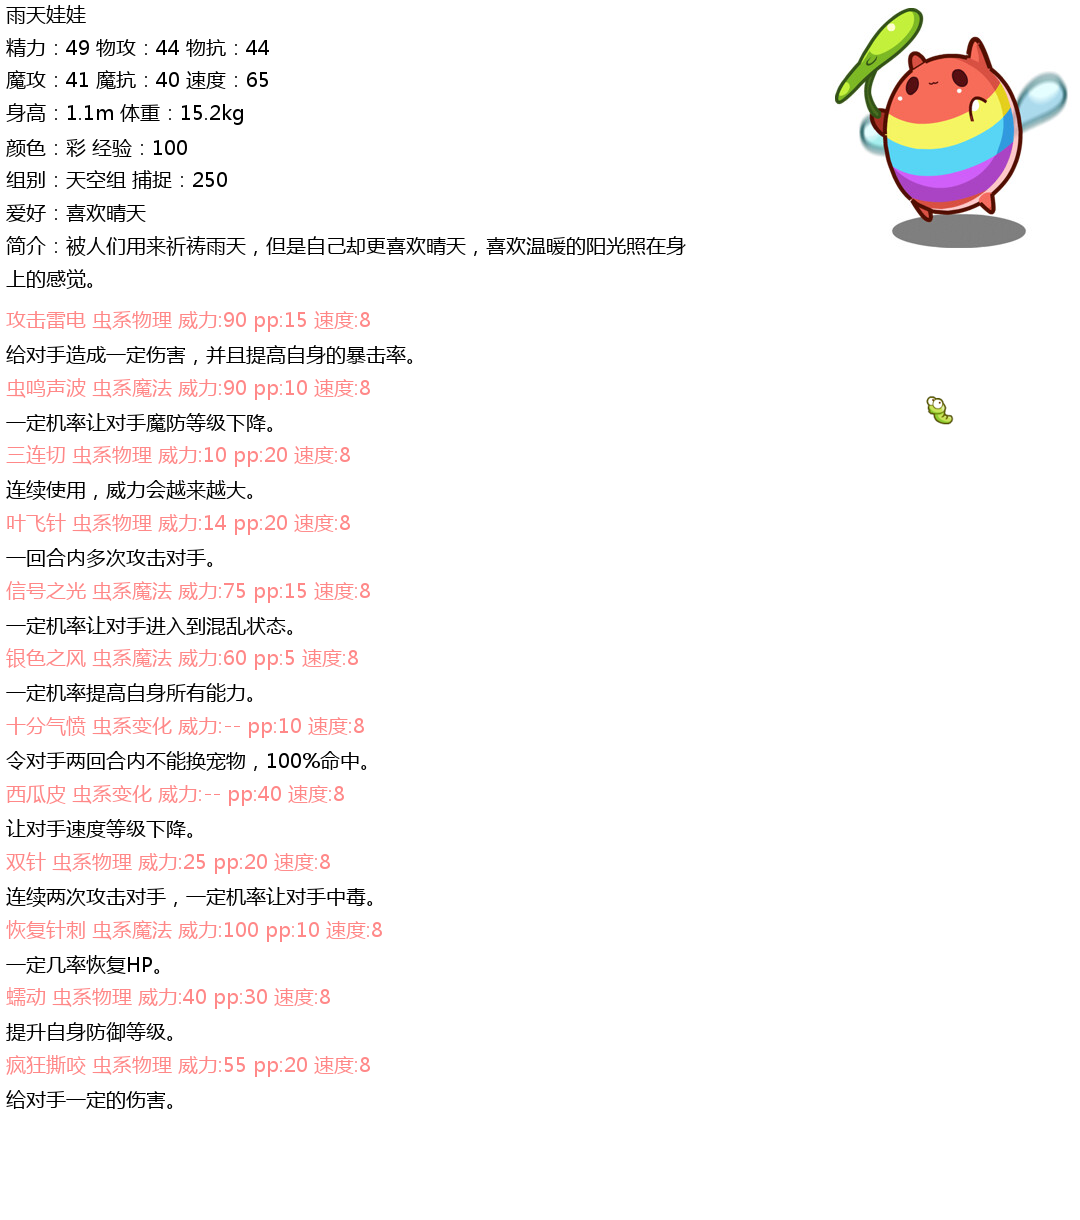 雨天娃娃
精力：49 物攻：44 物抗：44
魔攻：41 魔抗：40 速度：65
身高：1.1m 体重：15.2kg
颜色：彩 经验：100
组别：天空组 捕捉：250
爱好：喜欢晴天
简介：被人们用来祈祷雨天，但是自己却更喜欢晴天，喜欢温暖的阳光照在身
上的感觉。
攻击雷电 虫系物理 威力:90 pp:15 速度:8
给对手造成一定伤害，并且提高自身的暴击率。
虫鸣声波 虫系魔法 威力:90 pp:10 速度:8
一定机率让对手魔防等级下降。
三连切 虫系物理 威力:10 pp:20 速度:8
连续使用，威力会越来越大。
叶飞针 虫系物理 威力:14 pp:20 速度:8
一回合内多次攻击对手。
信号之光 虫系魔法 威力:75 pp:15 速度:8
一定机率让对手进入到混乱状态。
银色之风 虫系魔法 威力:60 pp:5 速度:8
一定机率提高自身所有能力。
十分气愤 虫系变化 威力:-- pp:10 速度:8
令对手两回合内不能换宠物，100%命中。
西瓜皮 虫系变化 威力:-- pp:40 速度:8
让对手速度等级下降。
双针 虫系物理 威力:25 pp:20 速度:8
连续两次攻击对手，一定机率让对手中毒。
恢复针刺 虫系魔法 威力:100 pp:10 速度:8
一定几率恢复HP。
蠕动 虫系物理 威力:40 pp:30 速度:8
提升自身防御等级。
疯狂撕咬 虫系物理 威力:55 pp:20 速度:8
给对手一定的伤害。